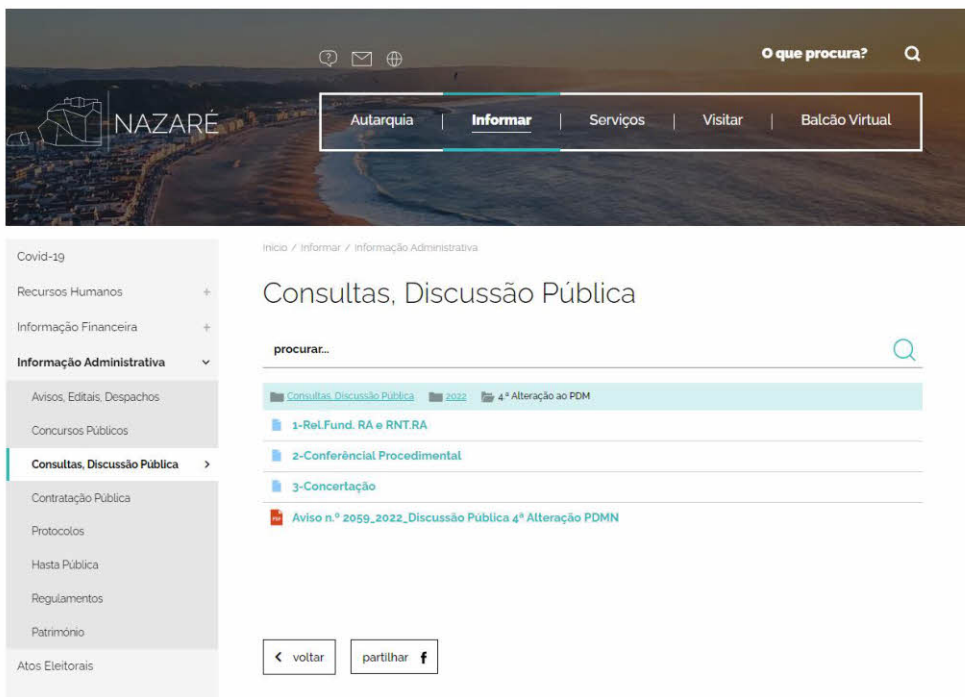 O que procura?
NAZARÉ
Autarquia | Informar | Serviços | Visitar | Balcão Virtual
Covid-19
Recursos Humanos +
Informação Financeira +
Informação Administrativa
Avisos, Editais, Despachos
Concursos Públicos
Consultas, Discussão Pública
Contratação Pública
Protocolos
Hasta Pública
Regulamentos
Património
Atos Eleitorais
Início / Informar / Informação Administrativa
Consultas, Discussão Pública
procurar...
Consultas, Discussão Pública 2022 4.ª Alteração ao PDM
1-Rel.Fund. RA e RNT.RA
2-Conferêncial Procedimental
3-Concertação
Aviso n.º 2059_2022_Discussão Pública 4ª Alteração PDMN
voltar
partilhar f